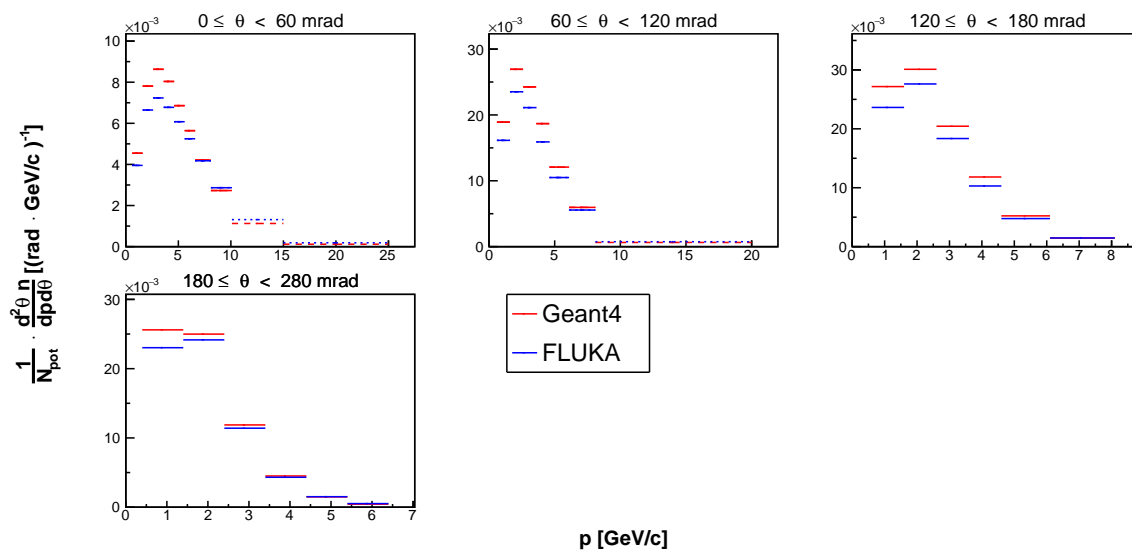 0 ≤ θ < 60 mrad
×10⁻³
10
8
6
4
2
0
0 5 10 15 20 25
60 ≤ θ < 120 mrad
×10⁻³
30
20
10
0
0 5 10 15 20
120 ≤ θ < 180 mrad
×10⁻³
30
20
10
0
0 1 2 3 4 5 6 7 8
180 ≤ θ < 280 mrad
×10⁻³
30
20
10
0
0 1 2 3 4 5 6 7
Geant4
FLUKA
1/N_pot · d²θ n/dpdθ [(rad · GeV/c )⁻¹]
p [GeV/c]